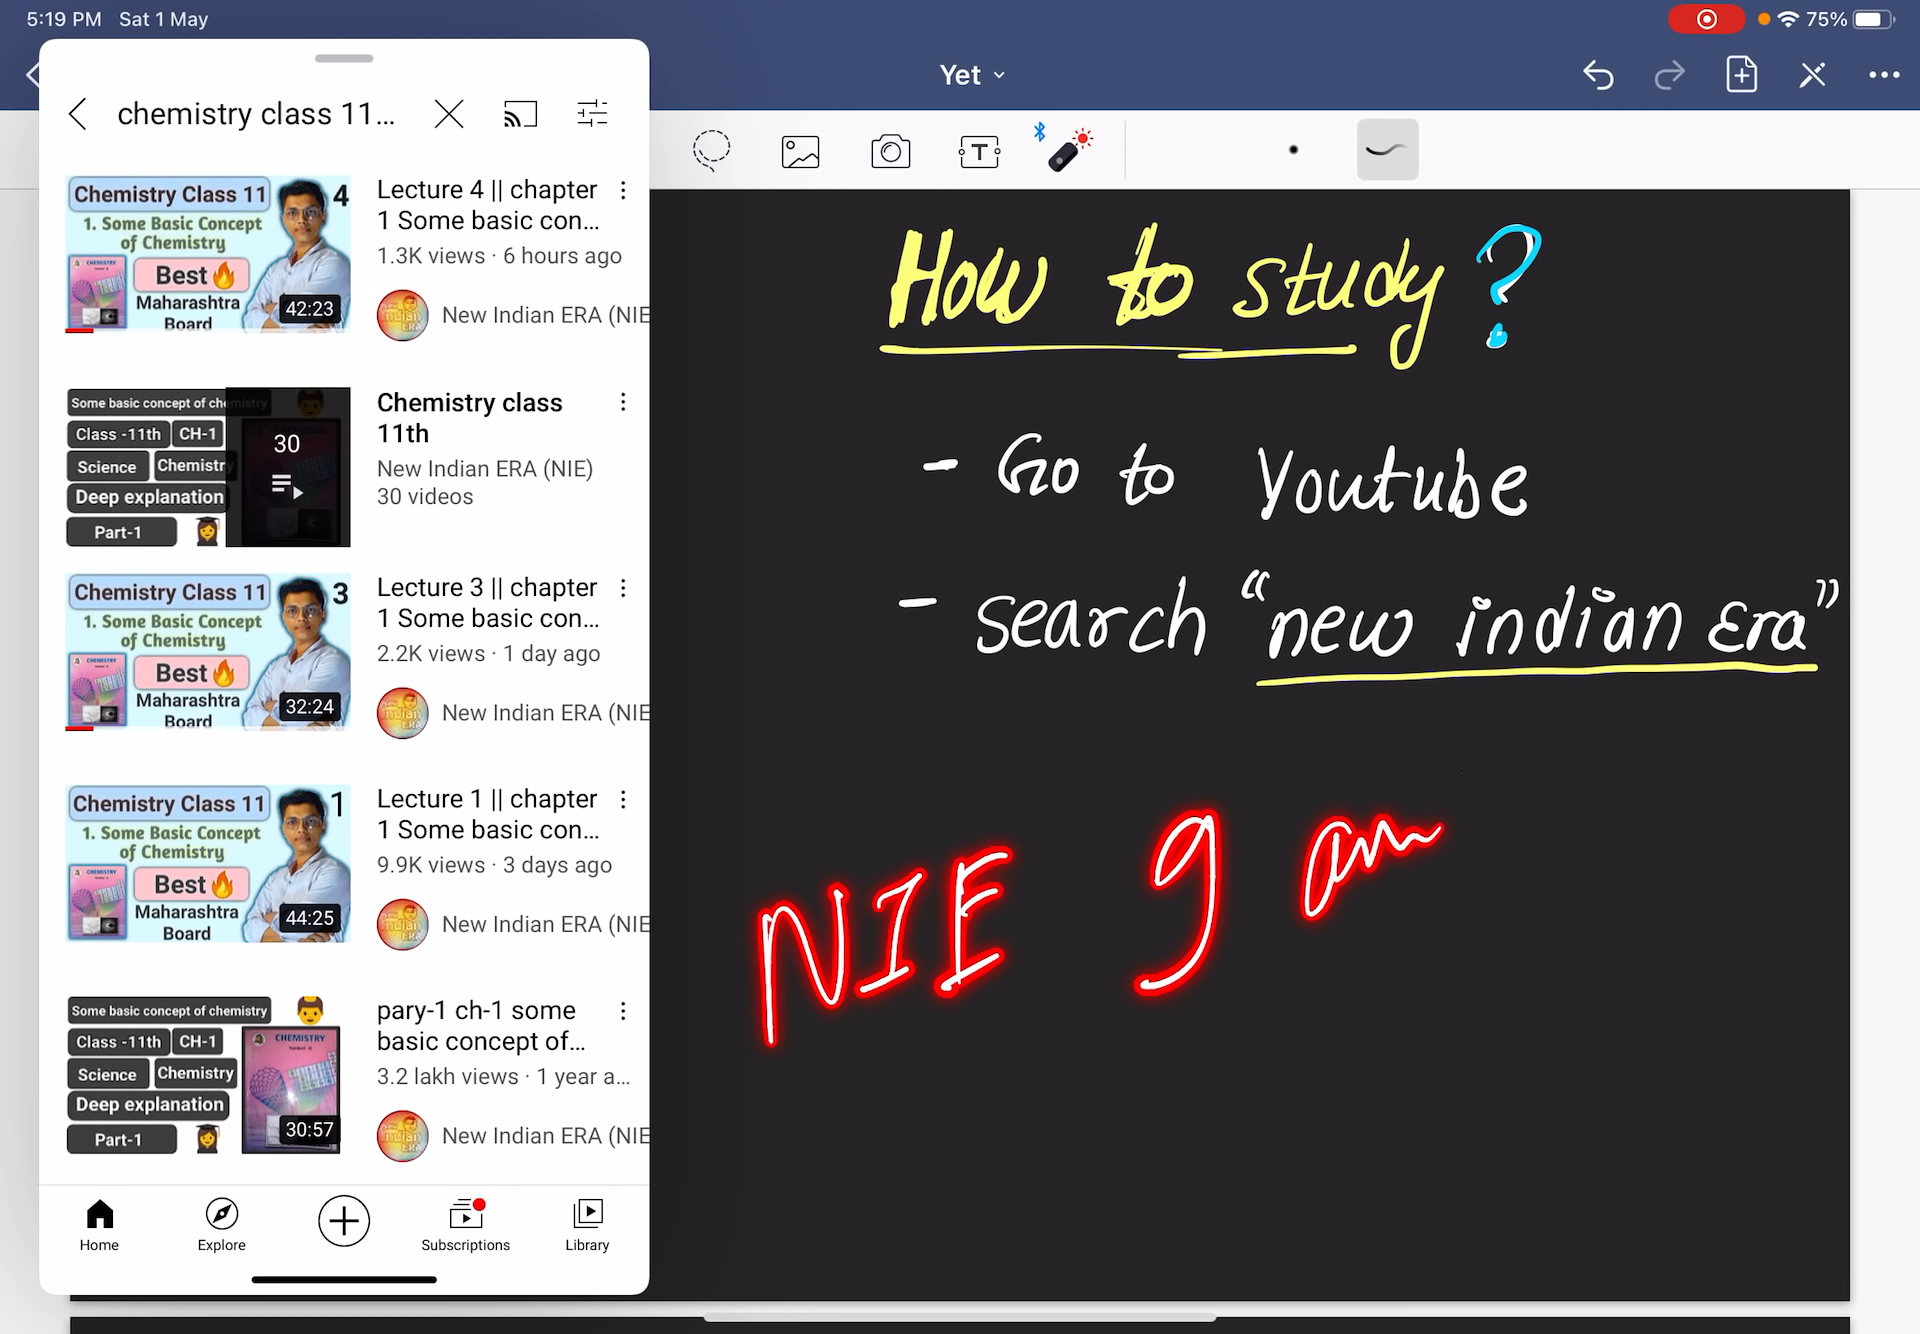 5:19 PM Sat 1 May
75%
Yet
chemistry class 11...
Chemistry Class 11
4
1. Some Basic Concept
of Chemistry
Best
Maharashtra
Board
CHEMISTRY
42:23
Lecture 4 || chapter
1 Some basic con...
1.3K views · 6 hours ago
New Indian ERA (NIE
Some basic concept of chemistry
Class -11th
CH-1
Science
Chemistr
Deep explanation
Part-1
30
Chemistry class
11th
New Indian ERA (NIE)
30 videos
Chemistry Class 11
3
1. Some Basic Concept
of Chemistry
Best
Maharashtra
Board
CHEMISTRY
32:24
Lecture 3 || chapter
1 Some basic con...
2.2K views · 1 day ago
New Indian ERA (NIE
Chemistry Class 11
1
1. Some Basic Concept
of Chemistry
Best
Maharashtra
Board
CHEMISTRY
44:25
Lecture 1 || chapter
1 Some basic con...
9.9K views · 3 days ago
New Indian ERA (NIE
Some basic concept of chemistry
Class -11th
CH-1
Science
Chemistry
Deep explanation
Part-1
CHEMISTRY
30:57
pary-1 ch-1 some
basic concept of...
3.2 lakh views · 1 year a...
New Indian ERA (NIE
Home
Explore
Subscriptions
Library
T
How to study?
- Go to Youtube
- search "new indian Era"
NIE 9 am